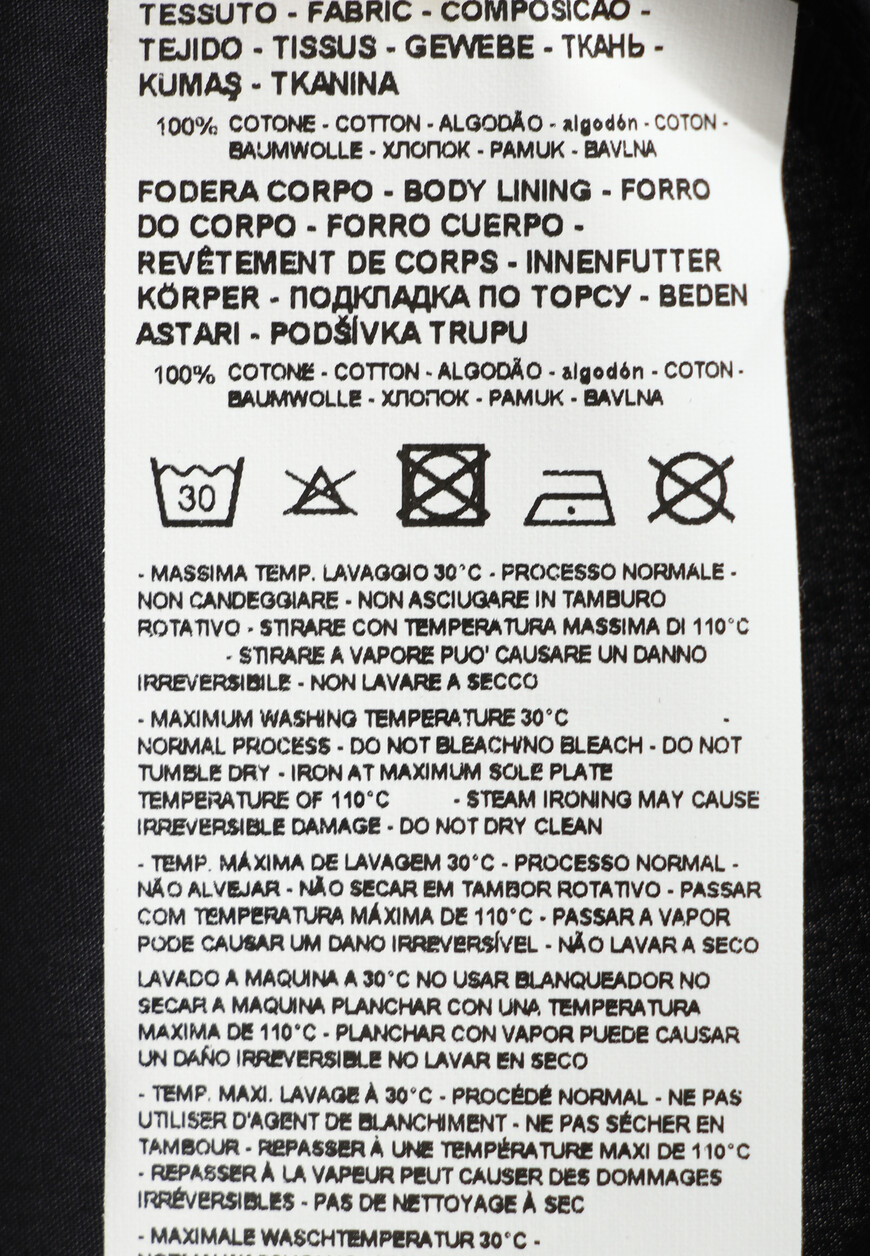 TESSUTO - FABRIC - COMPOSICÃO -
TEJIDO - TISSUS - GEWEBE - ТКАНЬ -
KUMAŞ - TKANINA
100% COTONE - COTTON - ALGODÃO - algodón - COTON -
BAUMWOLLE - ХЛОПОК - PAMUK - BAVLNA
FODERA CORPO - BODY LINING - FORRO
DO CORPO - FORRO CUERPO -
REVÊTEMENT DE CORPS - INNENFUTTER
KÖRPER - ПОДКЛАДКА ПО ТОРСУ - BEDEN
ASTARI - PODŠÍVKA TRUPU
100% COTONE - COTTON - ALGODÃO - algodón - COTON -
BAUMWOLLE - ХЛОПОК - PAMUK - BAVLNA
30
- MASSIMA TEMP. LAVAGGIO 30°C - PROCESSO NORMALE -
NON CANDEGGIARE - NON ASCIUGARE IN TAMBURO
ROTATIVO - STIRARE CON TEMPERATURA MASSIMA DI 110°C
- STIRARE A VAPORE PUO' CAUSARE UN DANNO
IRREVERSIBILE - NON LAVARE A SECCO
- MAXIMUM WASHING TEMPERATURE 30°C -
NORMAL PROCESS - DO NOT BLEACH/NO BLEACH - DO NOT
TUMBLE DRY - IRON AT MAXIMUM SOLE PLATE
TEMPERATURE OF 110°C - STEAM IRONING MAY CAUSE
IRREVERSIBLE DAMAGE - DO NOT DRY CLEAN
- TEMP. MÁXIMA DE LAVAGEM 30°C - PROCESSO NORMAL -
NÃO ALVEJAR - NÃO SECAR EM TAMBOR ROTATIVO - PASSAR
COM TEMPERATURA MÁXIMA DE 110°C - PASSAR A VAPOR
PODE CAUSAR UM DANO IRREVERSÍVEL - NÃO LAVAR A SECO
LAVADO A MAQUINA A 30°C NO USAR BLANQUEADOR NO
SECAR A MAQUINA PLANCHAR CON UNA TEMPERATURA
MAXIMA DE 110°C - PLANCHAR CON VAPOR PUEDE CAUSAR
UN DAÑO IRREVERSIBLE NO LAVAR EN SECO
- TEMP. MAXI. LAVAGE À 30°C - PROCÉDÉ NORMAL - NE PAS
UTILISER D'AGENT DE BLANCHIMENT - NE PAS SÉCHER EN
TAMBOUR - REPASSER À UNE TEMPÉRATURE MAXI DE 110°C
- REPASSER À LA VAPEUR PEUT CAUSER DES DOMMAGES
IRRÉVERSIBLES - PAS DE NETTOYAGE À SEC
- MAXIMALE WASCHTEMPERATUR 30°C -